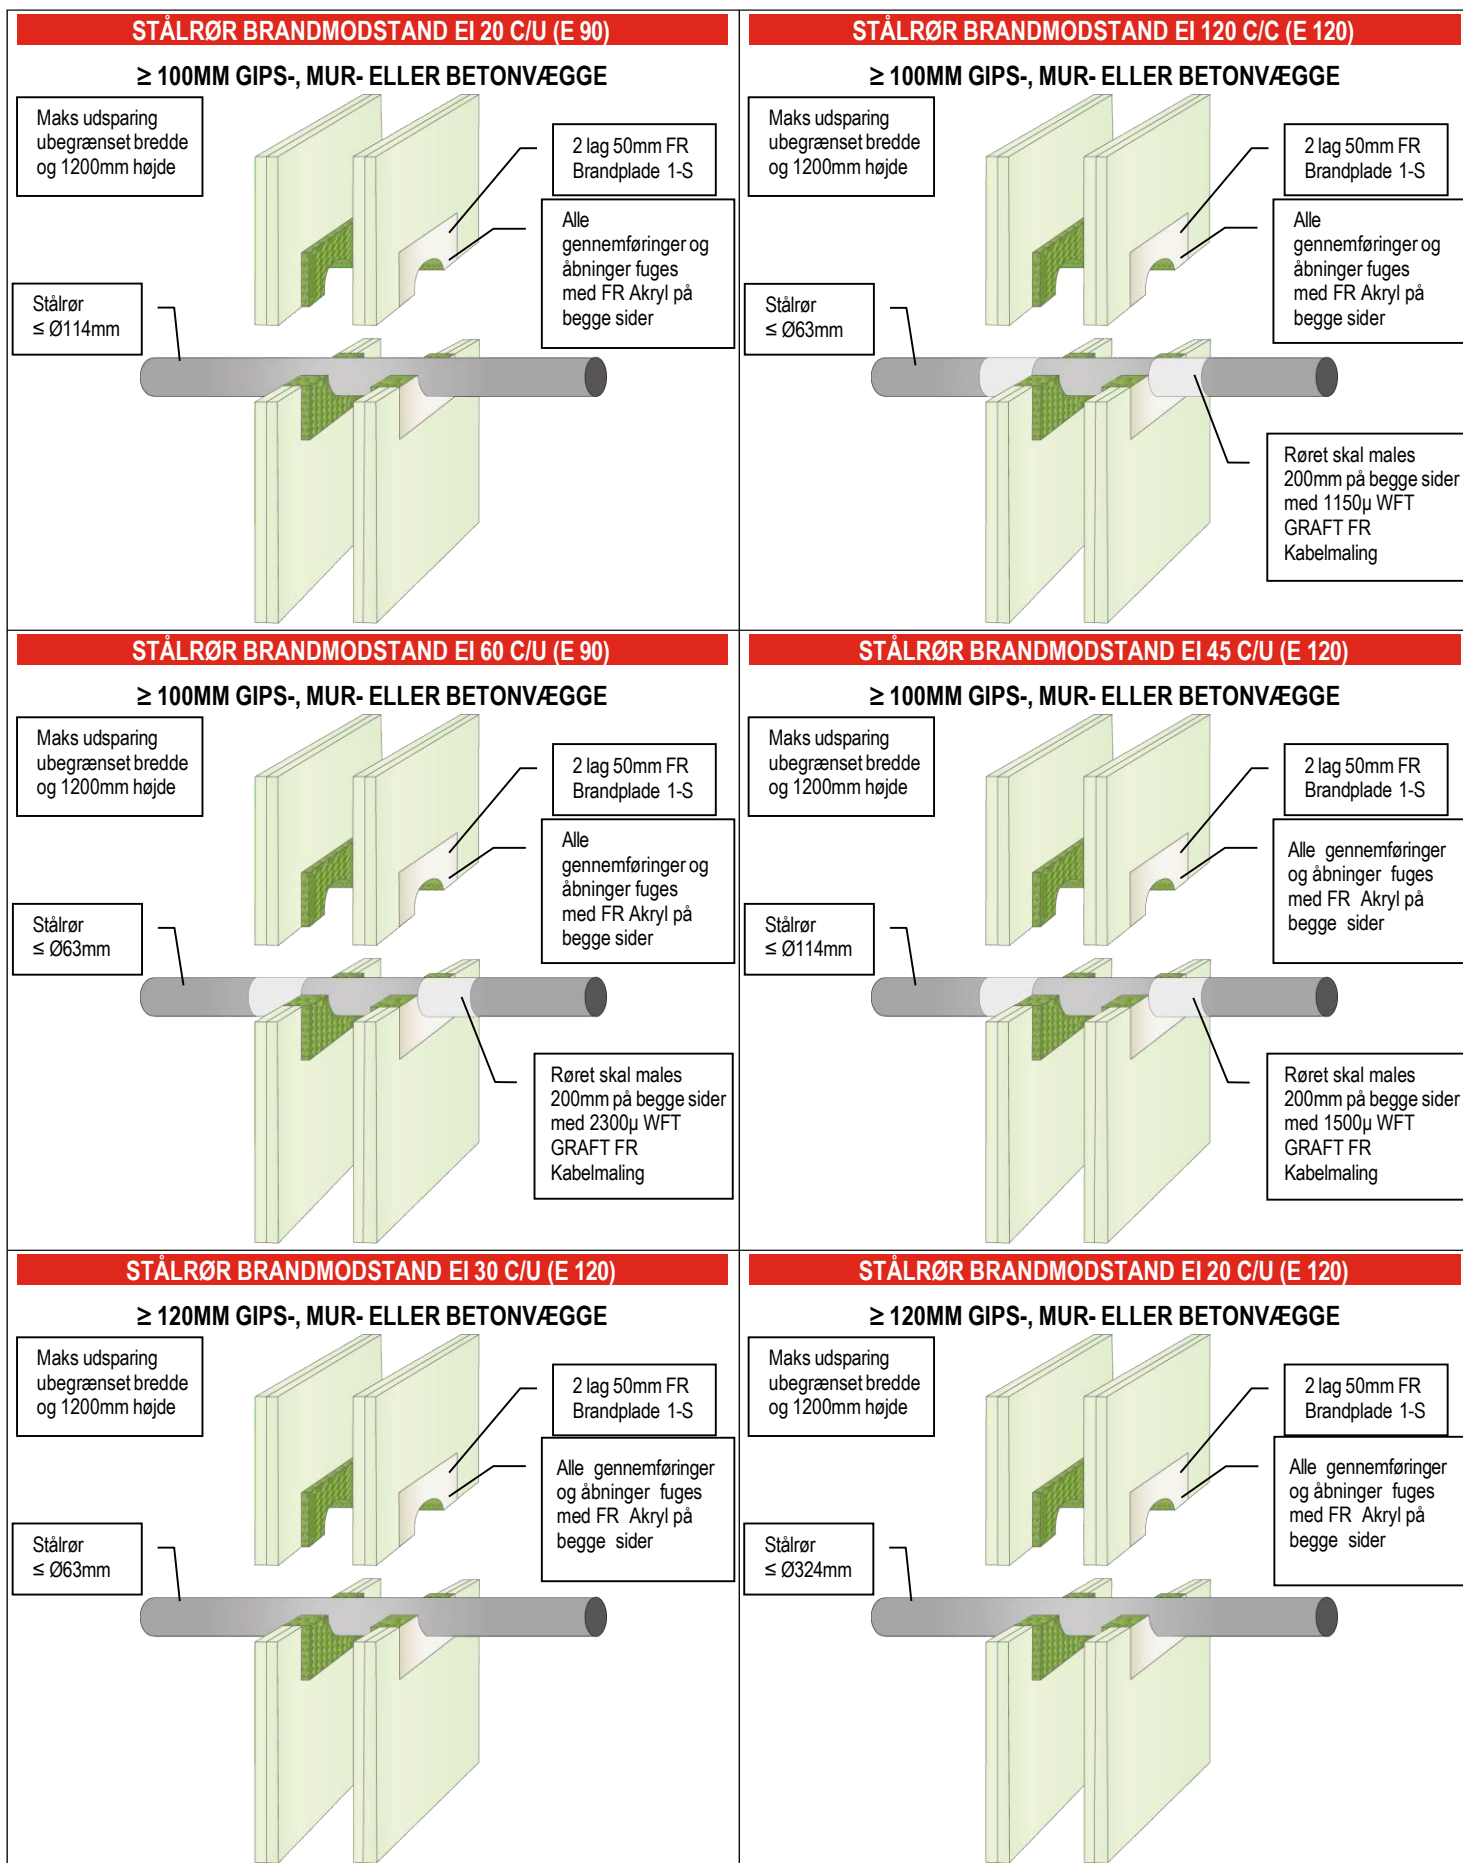 STÅLRØR BRANDMODSTAND EI 20 C/U (E 90)
≥ 100MM GIPS-, MUR- ELLER BETONVÆGGE
Maks udsparing
ubegrænset bredde
og 1200mm højde
2 lag 50mm FR
Brandplade 1-S
Alle
gennemføringer og
åbninger fuges
med FR Akryl på
begge sider
Stålrør
≤ Ø114mm
STÅLRØR BRANDMODSTAND EI 120 C/C (E 120)
≥ 100MM GIPS-, MUR- ELLER BETONVÆGGE
Maks udsparing
ubegrænset bredde
og 1200mm højde
2 lag 50mm FR
Brandplade 1-S
Alle
gennemføringer og
åbninger fuges
med FR Akryl på
begge sider
Stålrør
≤ Ø63mm
Røret skal males
200mm på begge sider
med 1150µ WFT
GRAFT FR
Kabelmaling
STÅLRØR BRANDMODSTAND EI 60 C/U (E 90)
≥ 100MM GIPS-, MUR- ELLER BETONVÆGGE
Maks udsparing
ubegrænset bredde
og 1200mm højde
2 lag 50mm FR
Brandplade 1-S
Alle
gennemføringer og
åbninger fuges
med FR Akryl på
begge sider
Stålrør
≤ Ø63mm
Røret skal males
200mm på begge sider
med 2300µ WFT
GRAFT FR
Kabelmaling
STÅLRØR BRANDMODSTAND EI 45 C/U (E 120)
≥ 100MM GIPS-, MUR- ELLER BETONVÆGGE
Maks udsparing
ubegrænset bredde
og 1200mm højde
2 lag 50mm FR
Brandplade 1-S
Alle gennemføringer
og åbninger fuges
med FR Akryl på
begge sider
Stålrør
≤ Ø114mm
Røret skal males
200mm på begge sider
med 1500µ WFT
GRAFT FR
Kabelmaling
STÅLRØR BRANDMODSTAND EI 30 C/U (E 120)
≥ 120MM GIPS-, MUR- ELLER BETONVÆGGE
Maks udsparing
ubegrænset bredde
og 1200mm højde
2 lag 50mm FR
Brandplade 1-S
Alle gennemføringer
og åbninger fuges
med FR Akryl på
begge sider
Stålrør
≤ Ø63mm
STÅLRØR BRANDMODSTAND EI 20 C/U (E 120)
≥ 120MM GIPS-, MUR- ELLER BETONVÆGGE
Maks udsparing
ubegrænset bredde
og 1200mm højde
2 lag 50mm FR
Brandplade 1-S
Alle gennemføringer
og åbninger fuges
med FR Akryl på
begge sider
Stålrør
≤ Ø324mm